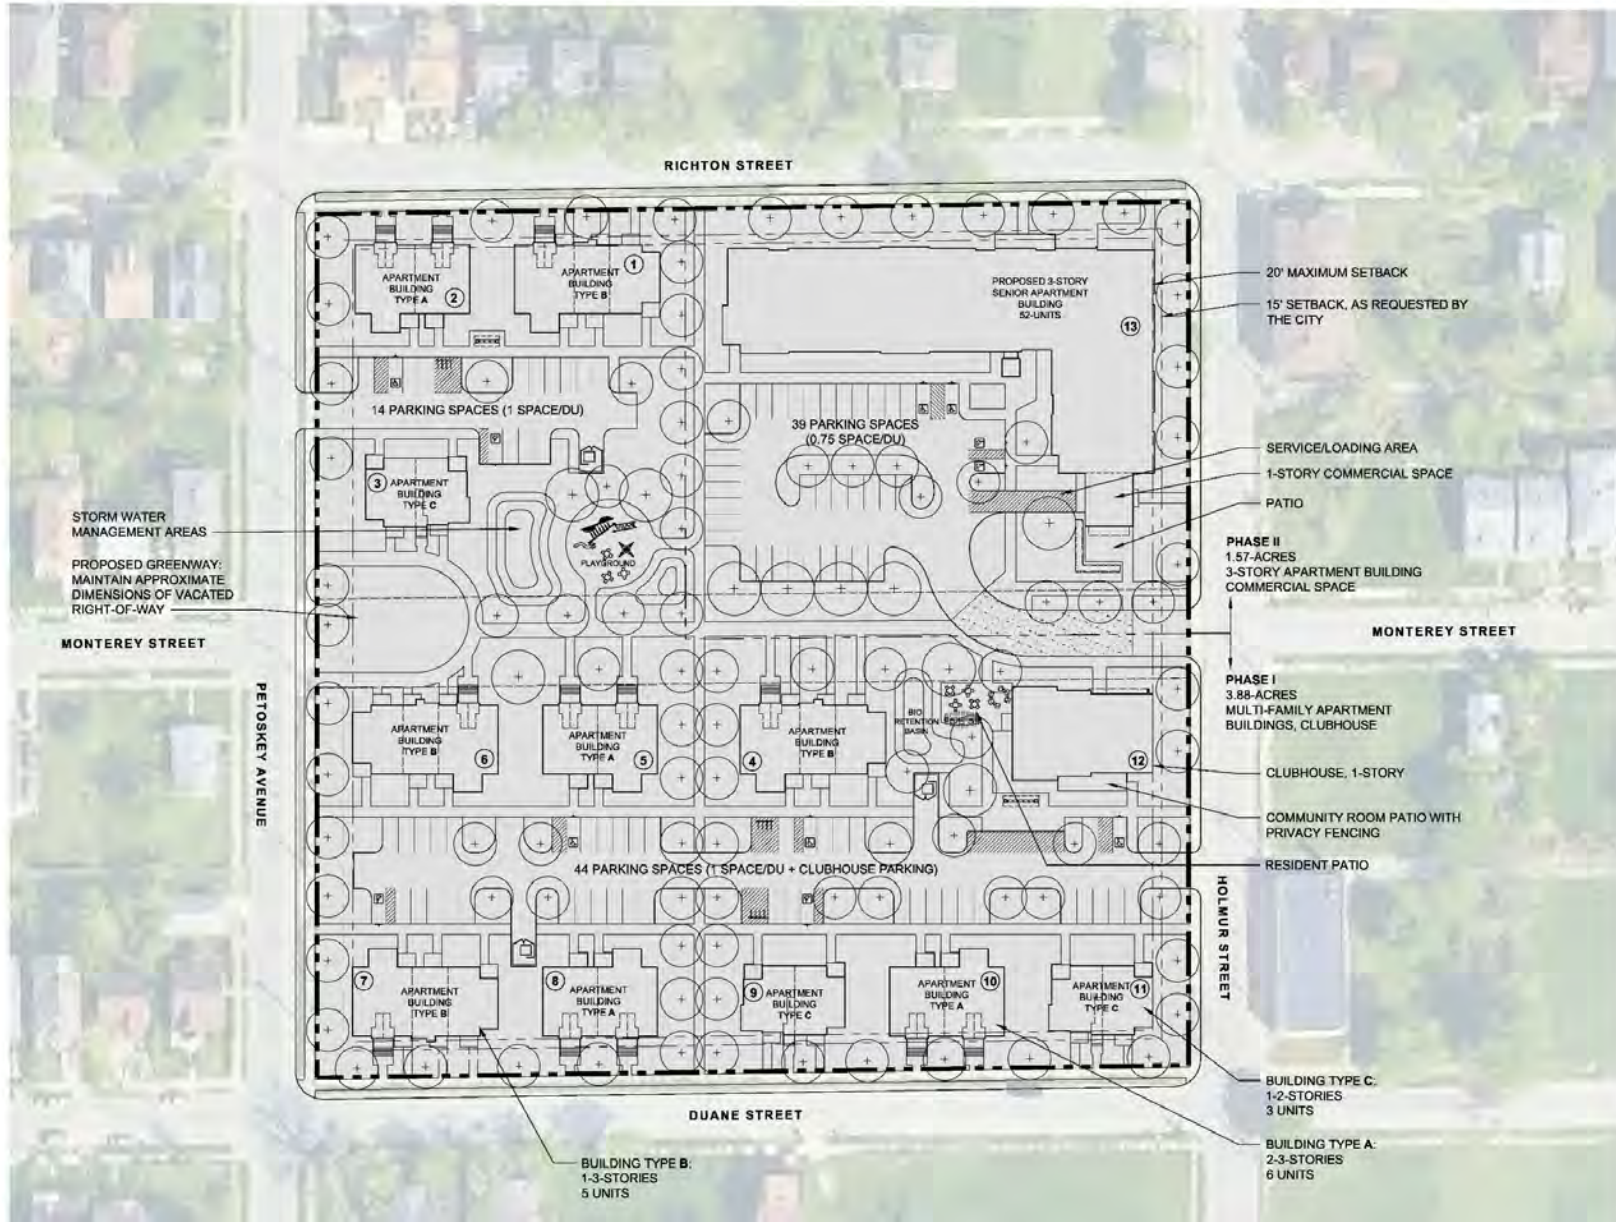 RICHTON STREET
APARTMENT
BUILDING
TYPE A
2
APARTMENT
BUILDING
TYPE B
1
PROPOSED 3-STORY
SENIOR APARTMENT
BUILDING
52-UNITS
13
20' MAXIMUM SETBACK
15' SETBACK, AS REQUESTED BY
THE CITY
14 PARKING SPACES (1 SPACE/DU)
39 PARKING SPACES
(0.75 SPACE/DU)
SERVICE/LOADING AREA
1-STORY COMMERCIAL SPACE
PATIO
3
APARTMENT
BUILDING
TYPE C
STORM WATER
MANAGEMENT AREAS
PLAYGROUND
PROPOSED GREENWAY:
MAINTAIN APPROXIMATE
DIMENSIONS OF VACATED
RIGHT-OF-WAY
PHASE II
1.57-ACRES
3-STORY APARTMENT BUILDING
COMMERCIAL SPACE
MONTEREY STREET
MONTEREY STREET
PHASE I
3.88-ACRES
MULTI-FAMILY APARTMENT
BUILDINGS, CLUBHOUSE
PETOSKEY AVENUE
APARTMENT
BUILDING
TYPE B
6
APARTMENT
BUILDING
TYPE A
5
4
APARTMENT
BUILDING
TYPE B
BIO
RETENTION
BASIN
12
CLUBHOUSE, 1-STORY
COMMUNITY ROOM PATIO WITH
PRIVACY FENCING
RESIDENT PATIO
44 PARKING SPACES (1 SPACE/DU + CLUBHOUSE PARKING)
HOLMUR STREET
7
APARTMENT
BUILDING
TYPE B
8
APARTMENT
BUILDING
TYPE A
9
APARTMENT
BUILDING
TYPE C
10
APARTMENT
BUILDING
TYPE A
11
APARTMENT
BUILDING
TYPE C
DUANE STREET
BUILDING TYPE C:
1-2-STORIES
3 UNITS
BUILDING TYPE A:
2-3-STORIES
6 UNITS
BUILDING TYPE B:
1-3-STORIES
5 UNITS